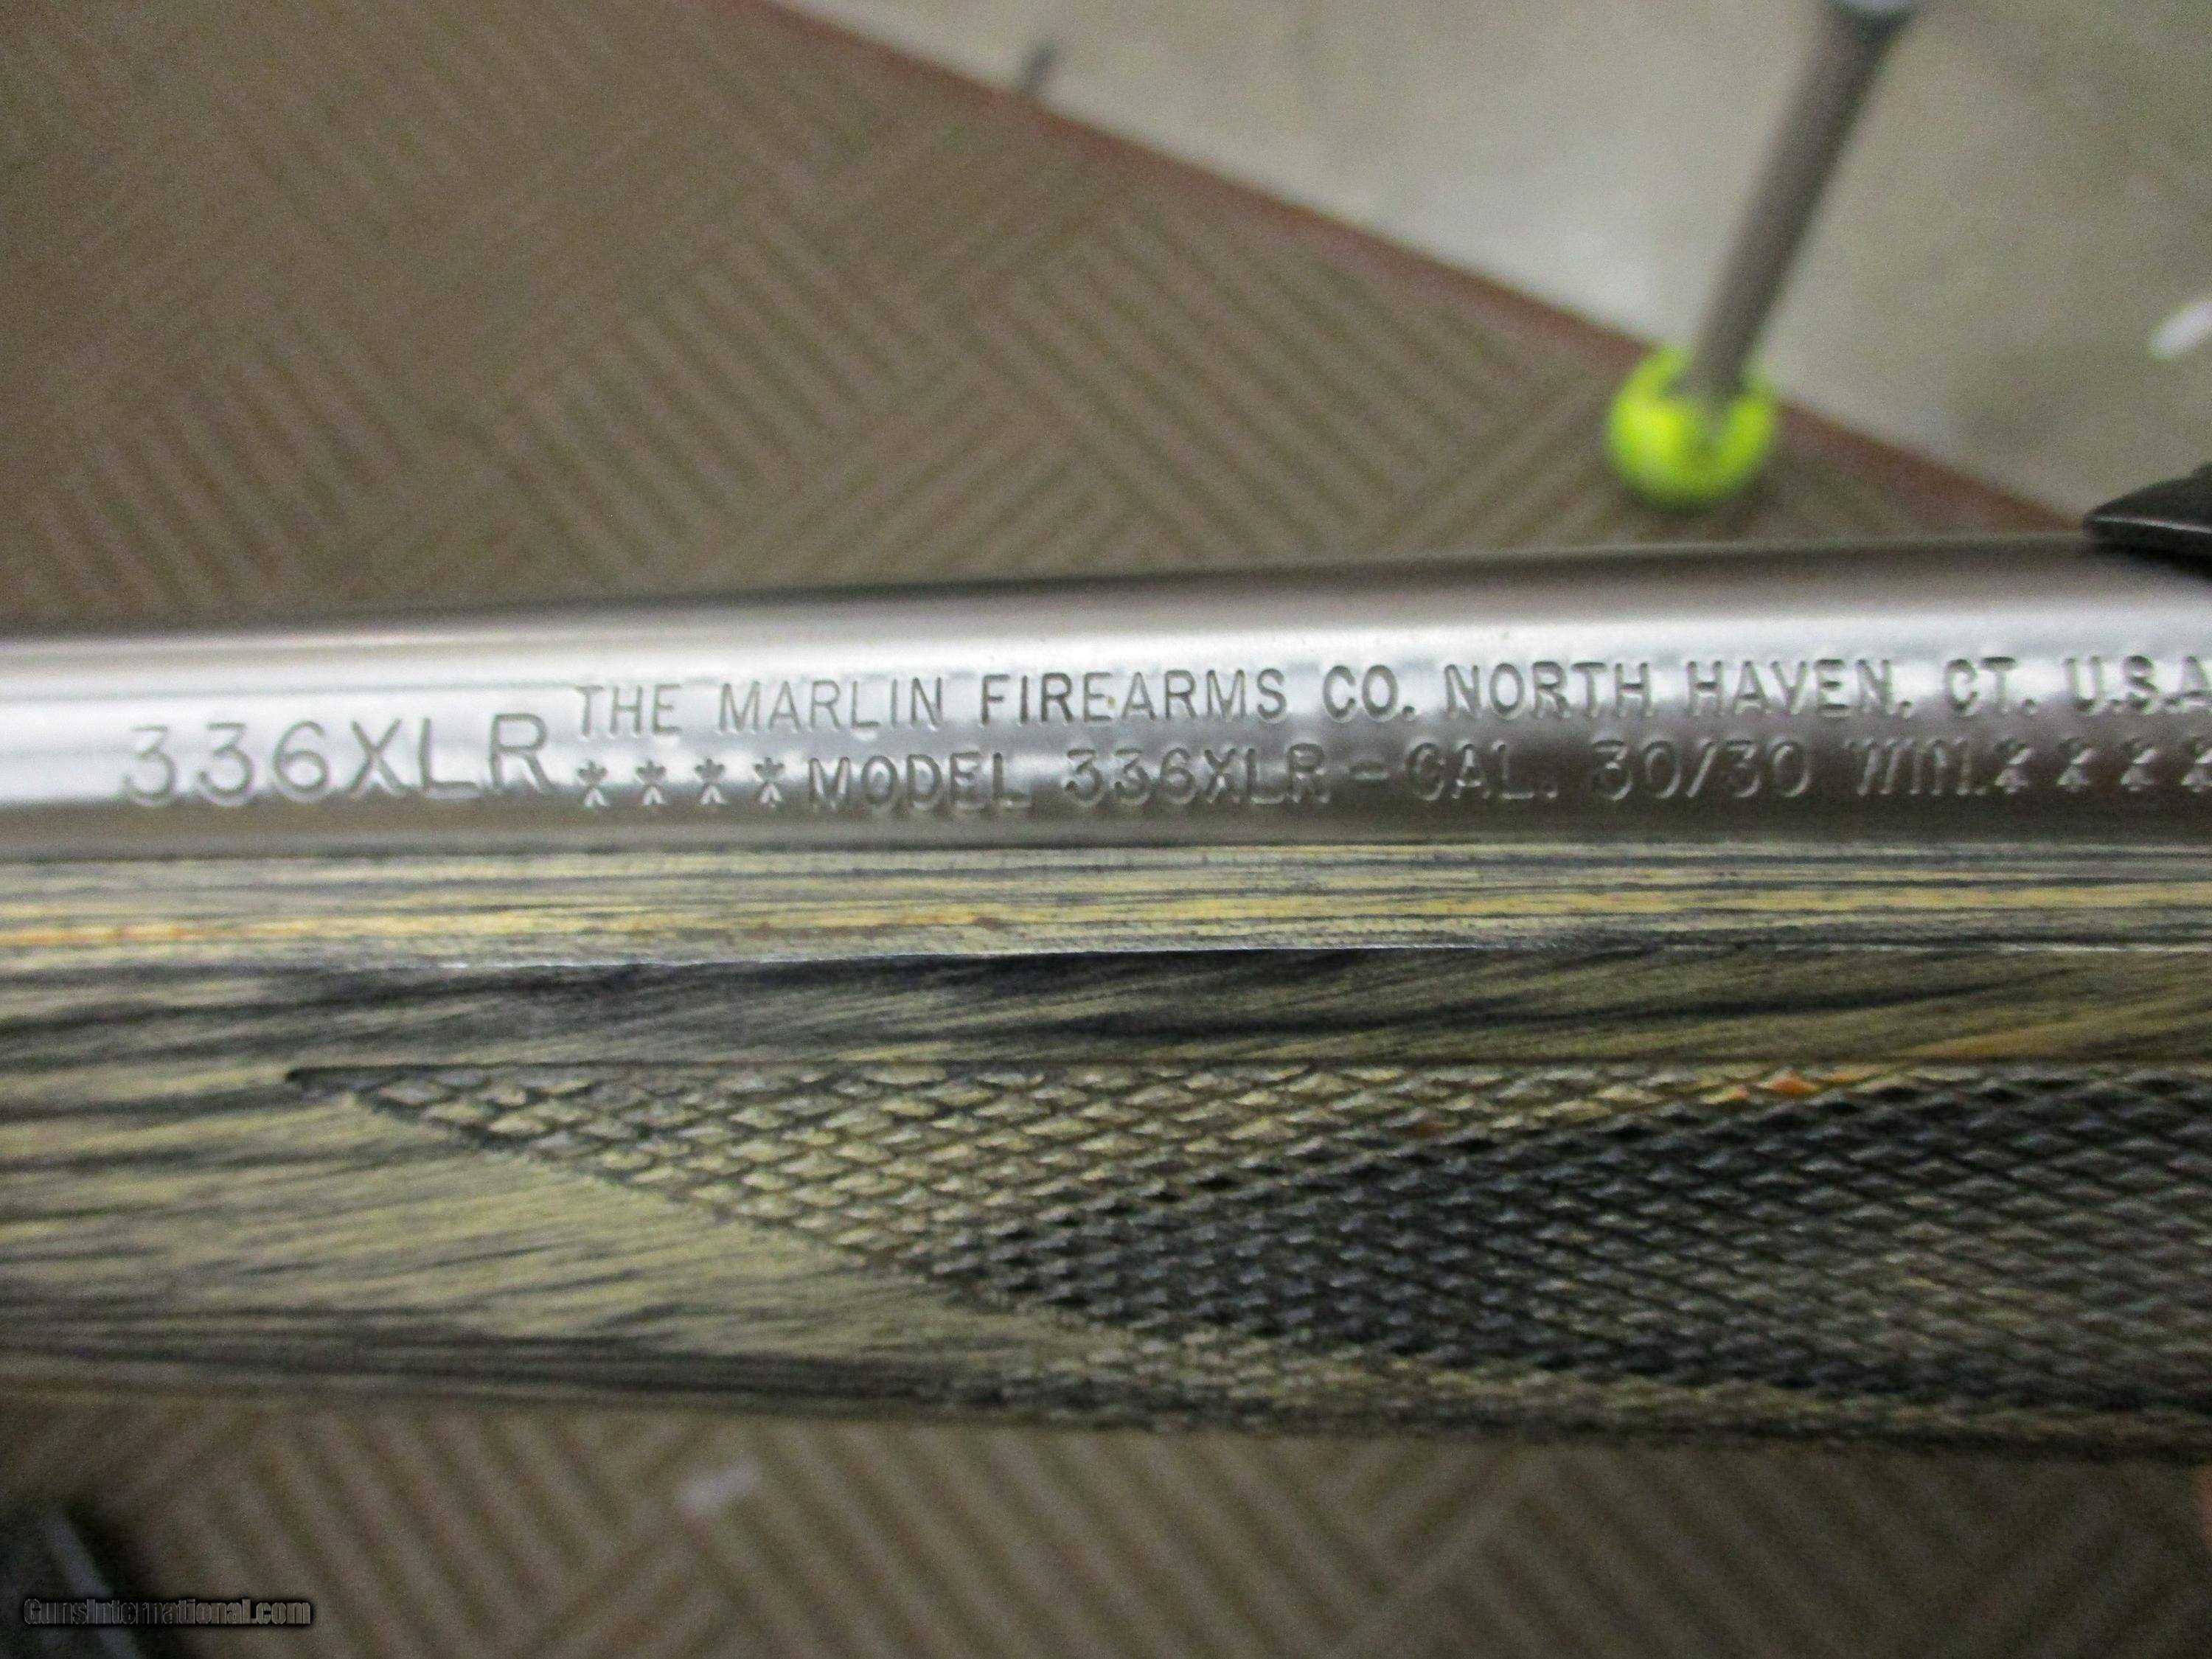 336XLR
THE MARLIN FIREARMS CO. NORTH HAVEN, CT. U.S.A
****MODEL 336XLR-CAL. 30/30 WIN.****
GunsInternational.com